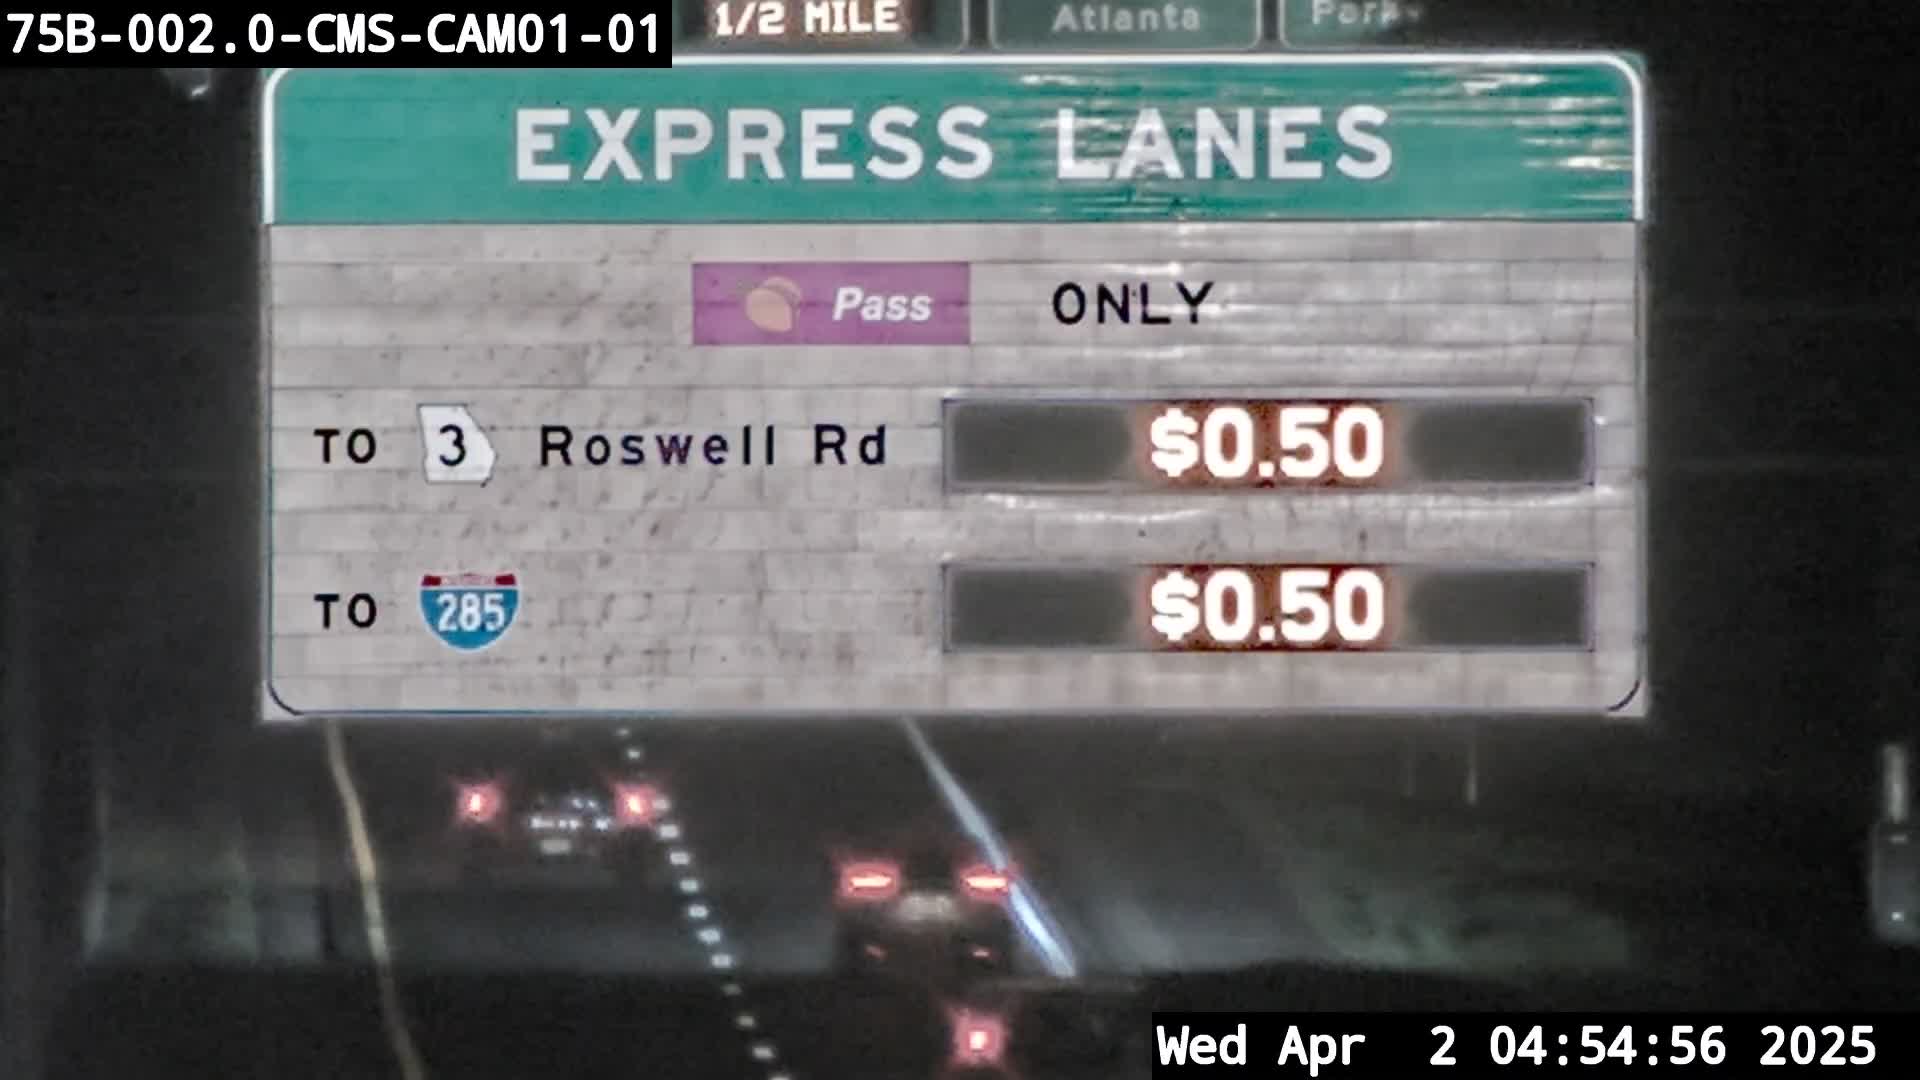 75B-002.0-CMS-CAM01-01
1/2 MILE
Atlanta
EXPRESS LANES
Pass ONLY
TO 3 Roswell Rd $0.50
TO 285 $0.50
Wed Apr 2 04:54:56 2025